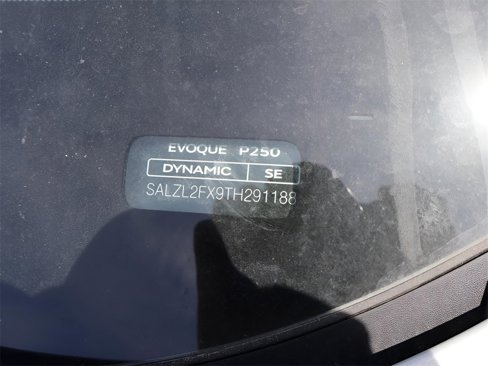 EVOQUE P250
DYNAMIC SE
SALZL2FX9TH291188